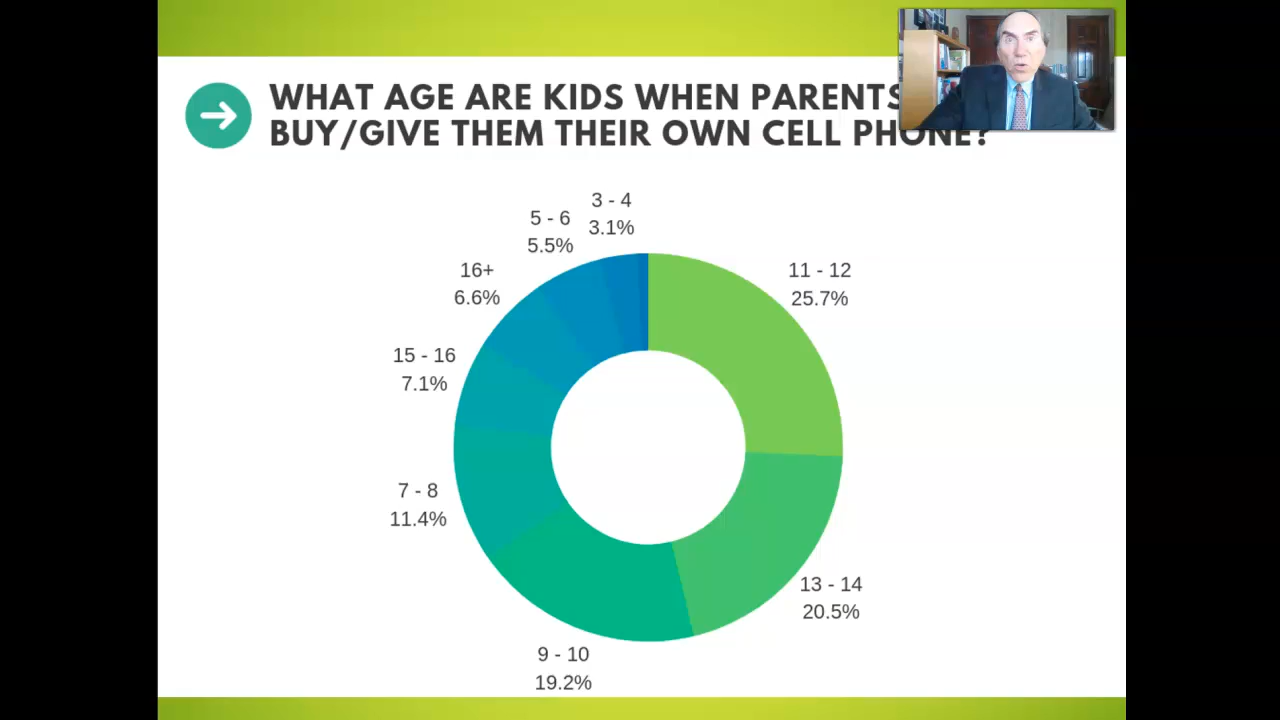 WHAT AGE ARE KIDS WHEN PARENTS
BUY/GIVE THEM THEIR OWN CELL PHONE?
3 - 4
3.1%
5 - 6
5.5%
16+
6.6%
11 - 12
25.7%
15 - 16
7.1%
7 - 8
11.4%
13 - 14
20.5%
9 - 10
19.2%